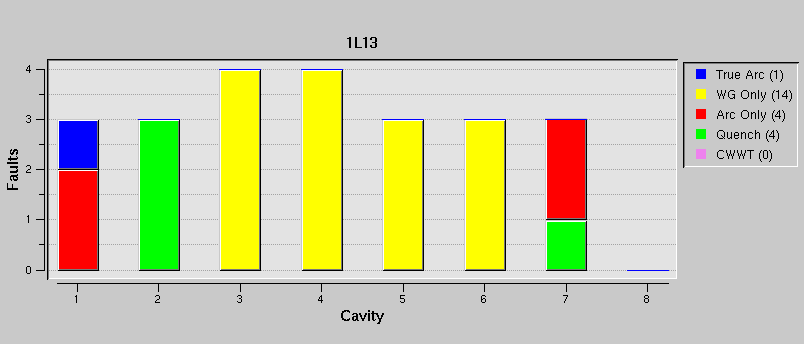 1L13
True Arc (1)
WG Only (14)
Arc Only (4)
Quench (4)
CWWT (0)
Faults
4
3
2
1
0
1 2 3 4 5 6 7 8
Cavity